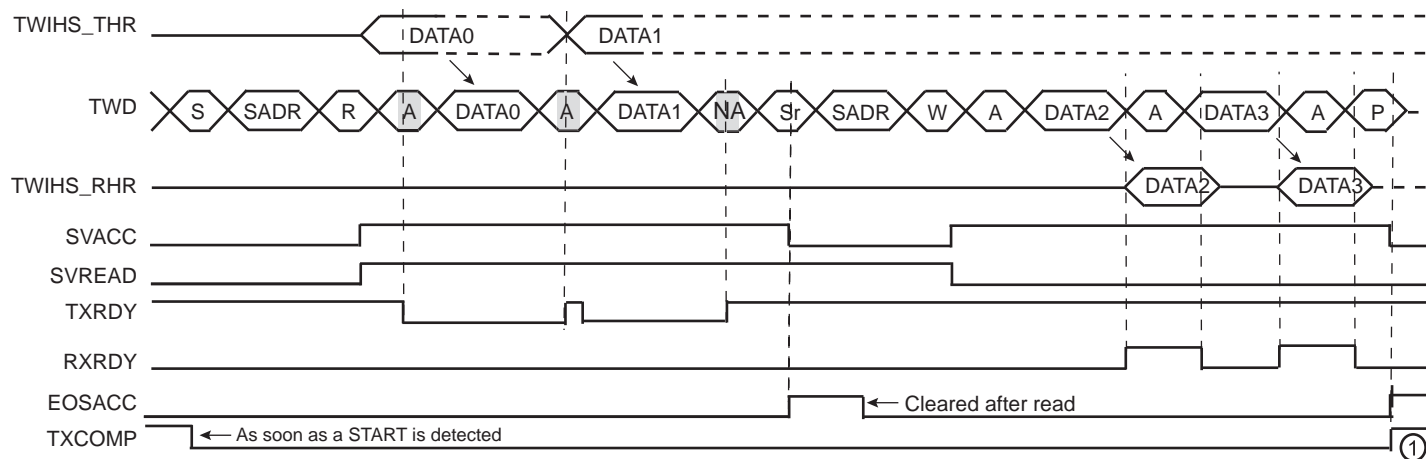 TWIHS_THR DATA0 DATA1
TWD S SADR R A DATA0 A DATA1 NA Sr SADR W A DATA2 A DATA3 A P
TWIHS_RHR DATA2 DATA3
SVACC
SVREAD
TXRDY
RXRDY
EOSACC Cleared after read
TXCOMP As soon as a START is detected 1